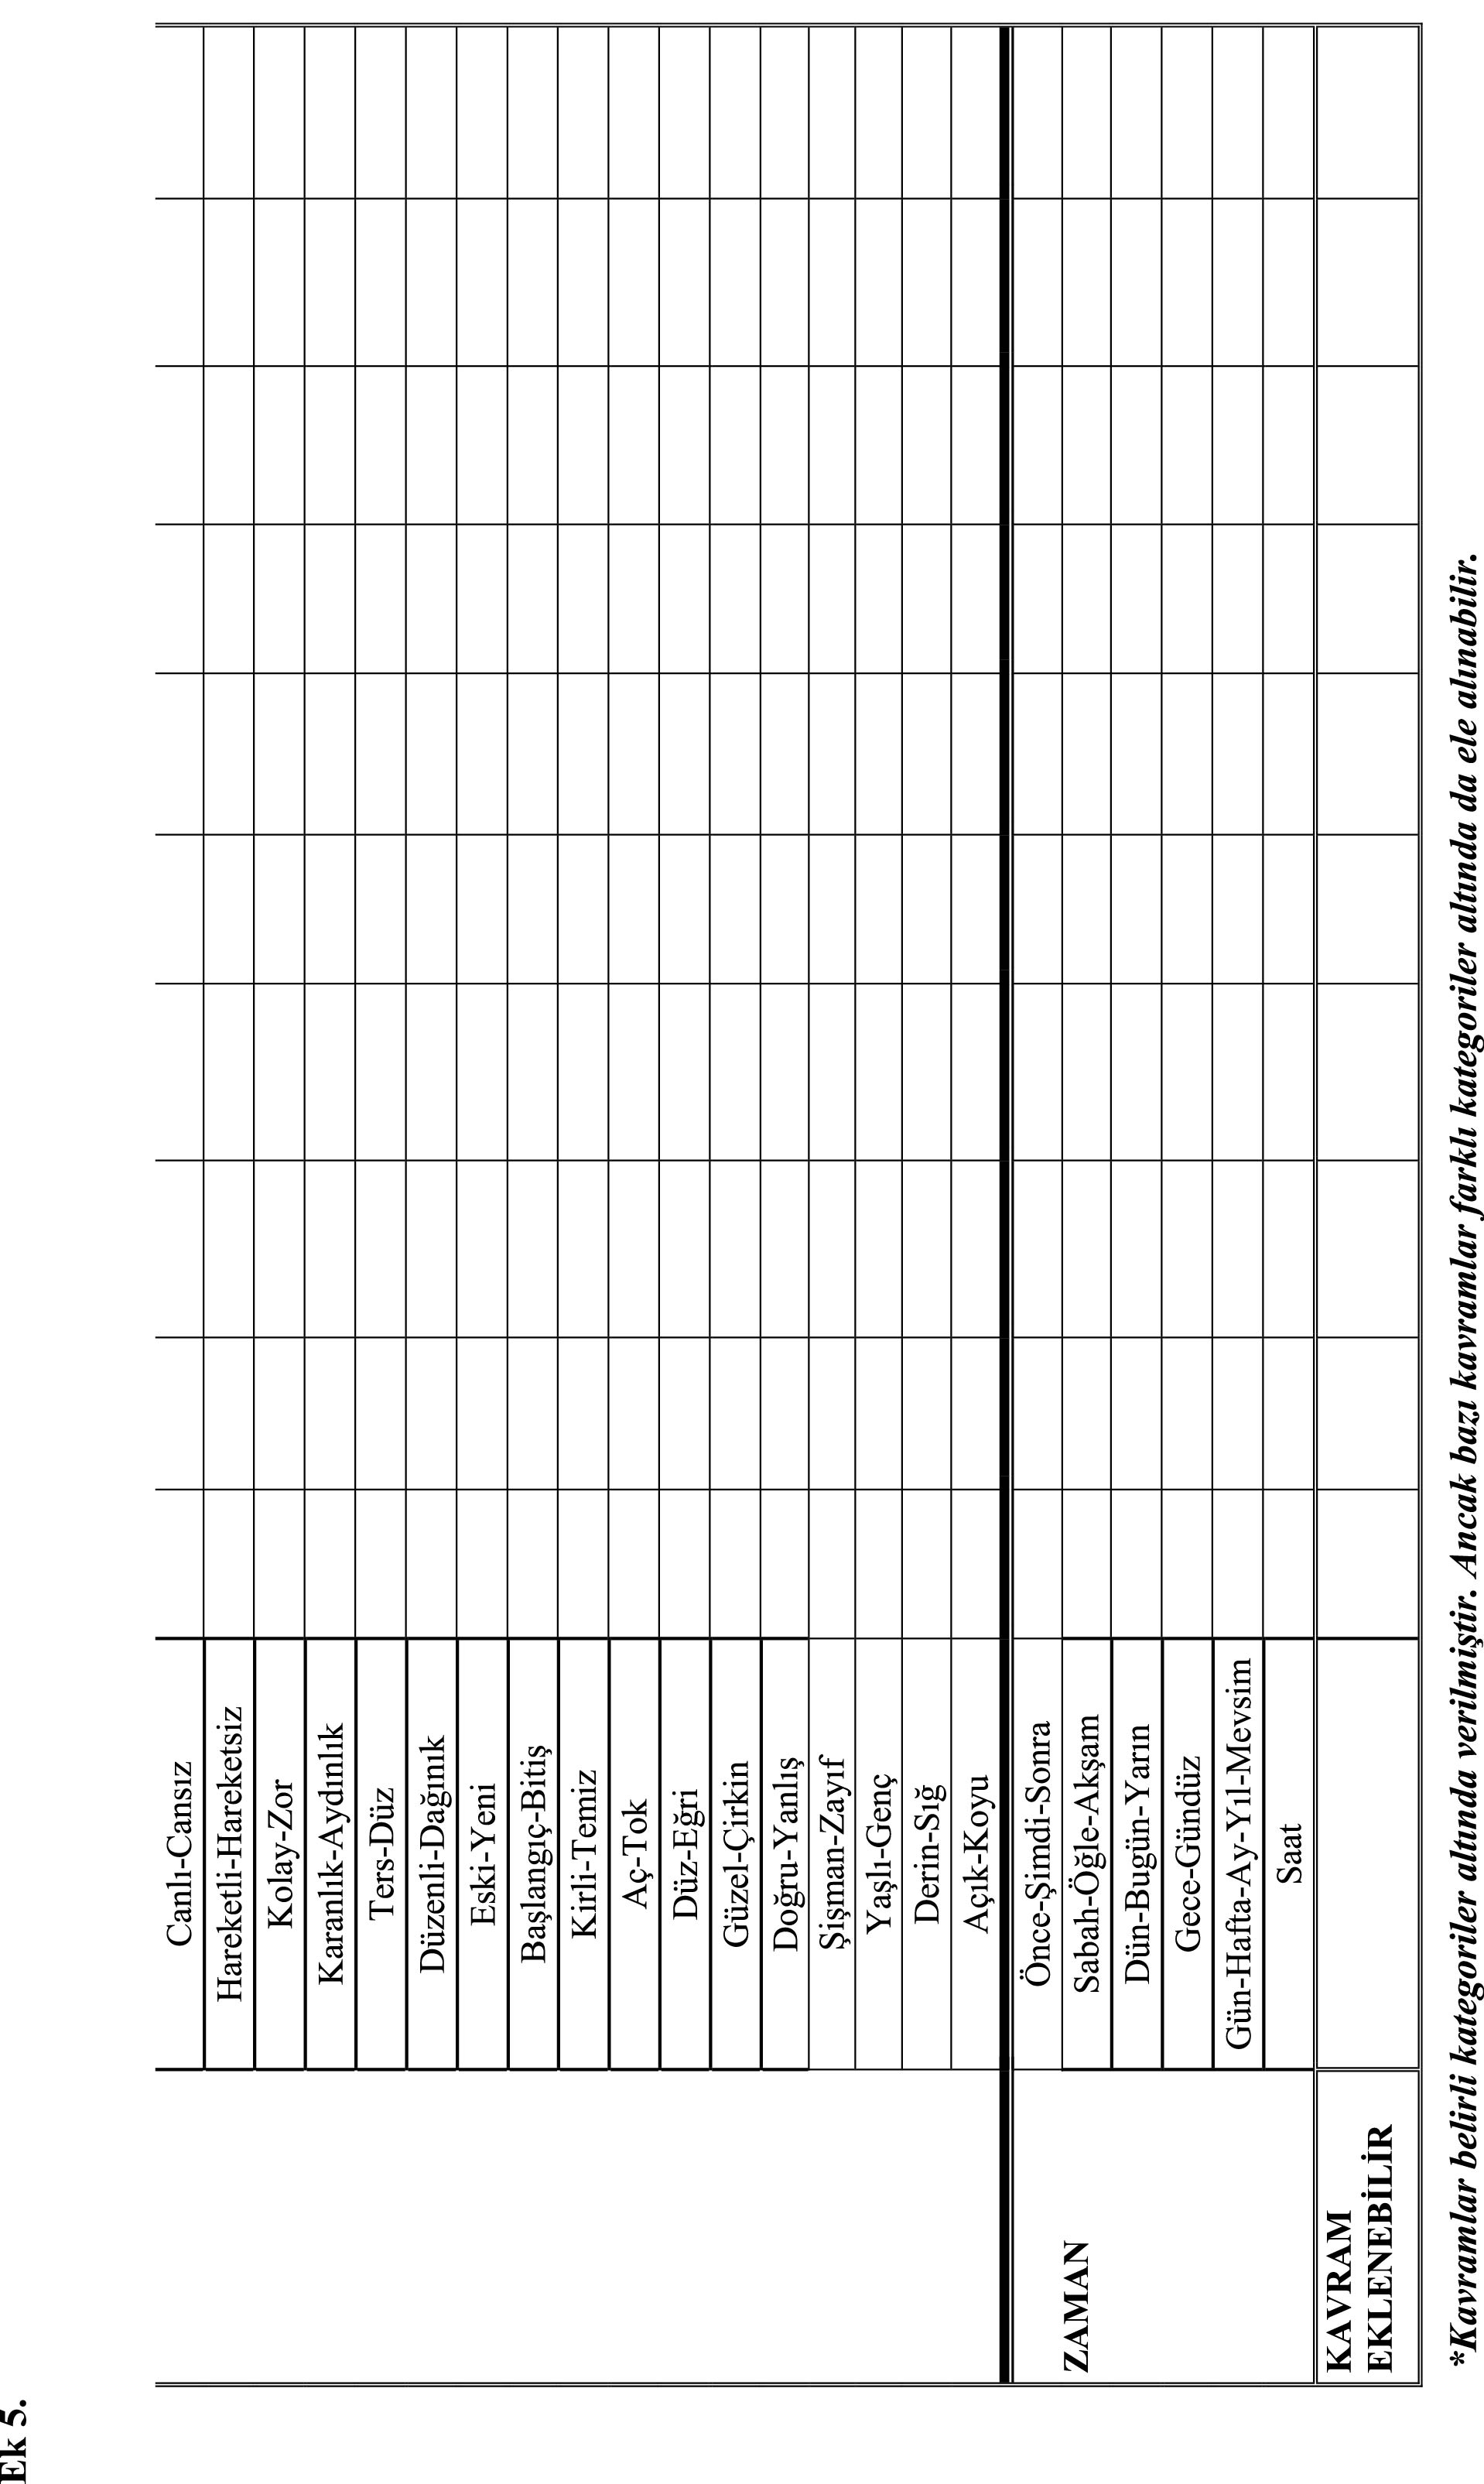 Ek 5.
Canlı-Cansız
Hareketli-Hareketsiz
Kolay-Zor
Karanlık-Aydınlık
Ters-Düz
Düzenli-Dağınık
Eski-Yeni
Başlangıç-Bitiş
Kirli-Temiz
Aç-Tok
Düz-Eğri
Güzel-Çirkin
Doğru-Yanlış
Şişman-Zayıf
Yaşlı-Genç
Derin-Sığ
Açık-Koyu
ZAMAN
Önce-Şimdi-Sonra
Sabah-Öğle-Akşam
Dün-Bugün-Yarın
Gece-Gündüz
Gün-Hafta-Ay-Yıl-Mevsim
Saat
KAVRAM
EKLENEBİLİR
*Kavramlar belirli kategoriler altında verilmiştir. Ancak bazı kavramlar farklı kategoriler altında da ele alınabilir.